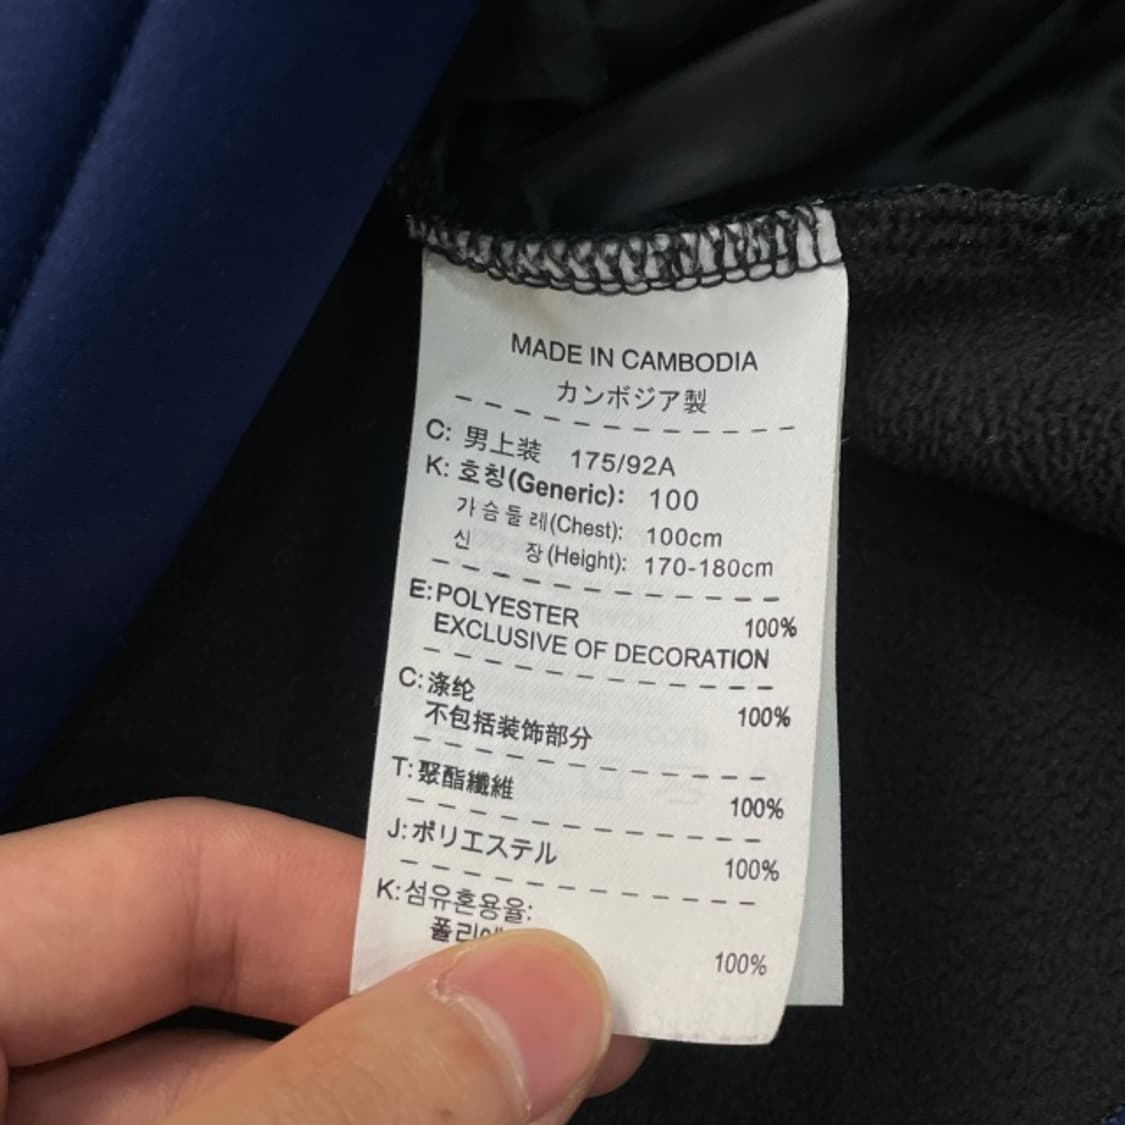 MADE IN CAMBODIA
カンボジア製
C: 男上装 175/92A
K: 호칭(Generic): 100
가슴둘레(Chest): 100cm
신 장(Height): 170-180cm
E: POLYESTER 100%
EXCLUSIVE OF DECORATION
C: 涤纶 100%
不包括装饰部分
T: 聚酯纖維 100%
J: ポリエステル 100%
K: 섬유혼용율:
폴리에 100%